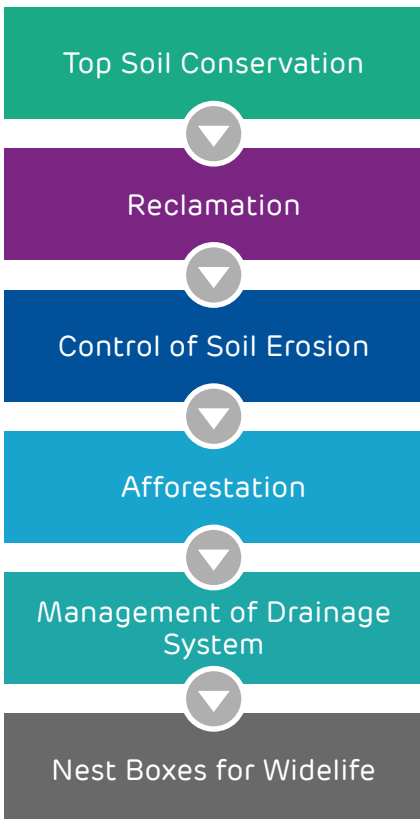 Top Soil Conservation
Reclamation
Control of Soil Erosion
Afforestation
Management of Drainage
System
Nest Boxes for Widelife